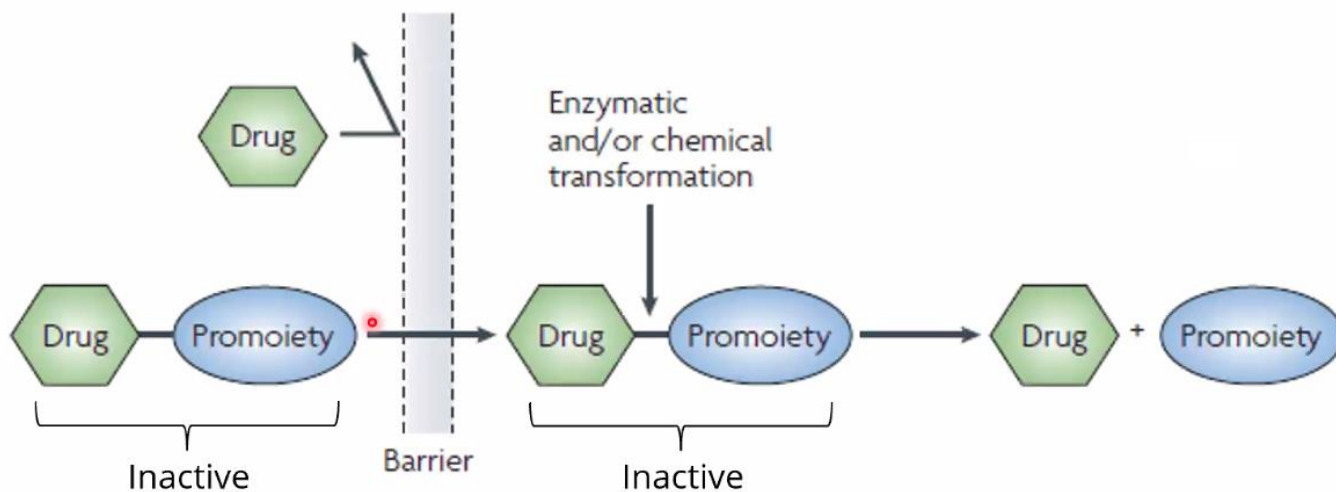 Drug
Enzymatic
and/or chemical
transformation
Drug
Promoiety
Drug
Promoiety
Drug
+
Promoiety
Inactive
Barrier
Inactive